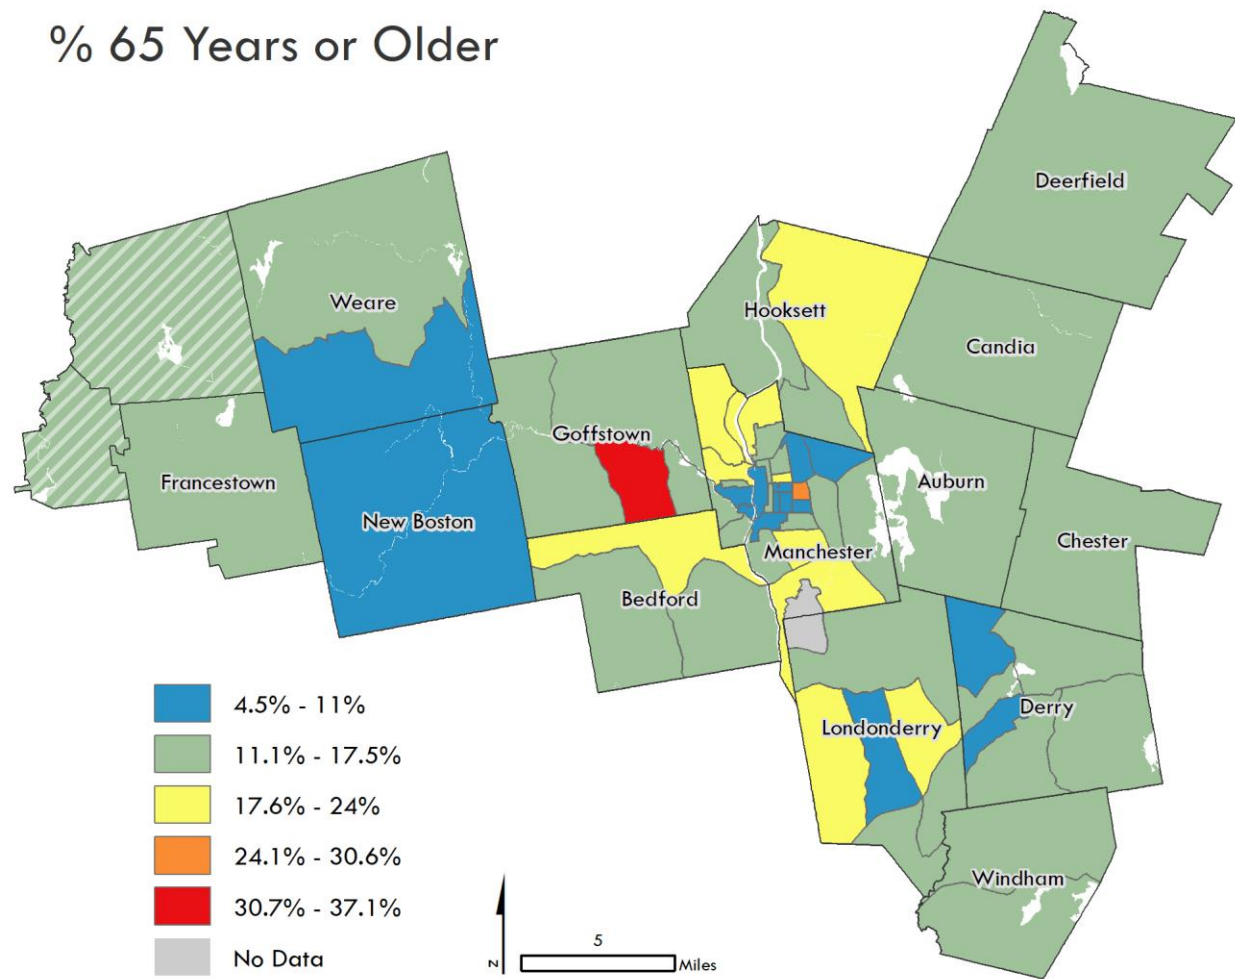 % 65 Years or Older
Deerfield
Weare
Hooksett
Candia
Goffstown
Francestown
Auburn
New Boston
Chester
Manchester
Bedford
Derry
Londonderry
Windham
4.5% - 11%
11.1% - 17.5%
17.6% - 24%
24.1% - 30.6%
30.7% - 37.1%
No Data
N
5
Miles